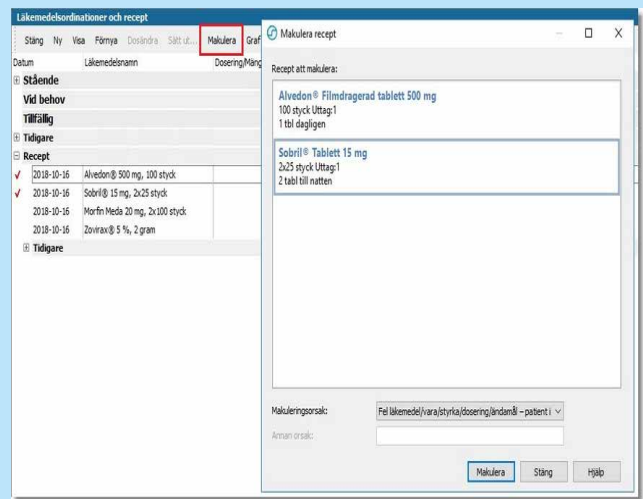 Läkemedelsordinationer och recept
Stäng Ny Visa Förnya Dosändra Sätt ut... Makulera Graf
Datum Läkemedelsnamn Dosering/Mäng
Stående
Vid behov
Tillfällig
Tidigare
Recept
2018-10-16 Alvedon® 500 mg, 100 styck
2018-10-16 Sobril® 15 mg, 2x25 styck
2018-10-16 Morfin Meda 20 mg, 2x100 styck
2018-10-16 Zovirax® 5 %, 2 gram
Tidigare
Makulera recept
Recept att makulera:
Alvedon® Filmdragerad tablett 500 mg
100 styck Uttag:1
1 tbl dagligen
Sobril® Tablett 15 mg
2x25 styck Uttag:1
2 tabl till natten
Makuleringsorsak: Fel läkemedel/vara/styrka/dosering/ändamål – patient i
Annan orsak:
Makulera Stäng Hjälp